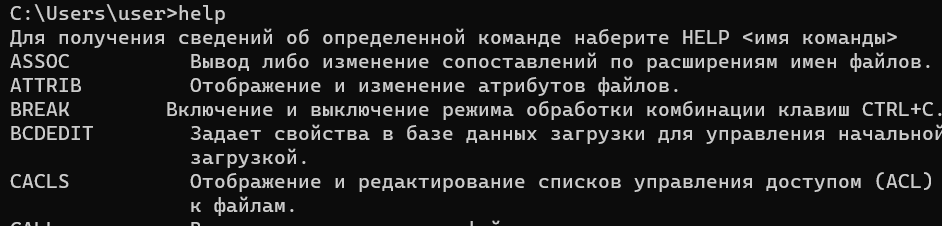 C:\Users\user>help
Для получения сведений об определенной команде наберите HELP <имя команды>
ASSOC Вывод либо изменение сопоставлений по расширениям имен файлов.
ATTRIB Отображение и изменение атрибутов файлов.
BREAK Включение и выключение режима обработки комбинации клавиш CTRL+C.
BCDEDIT Задает свойства в базе данных загрузки для управления начальной
загрузкой.
CACLS Отображение и редактирование списков управления доступом (ACL)
к файлам.